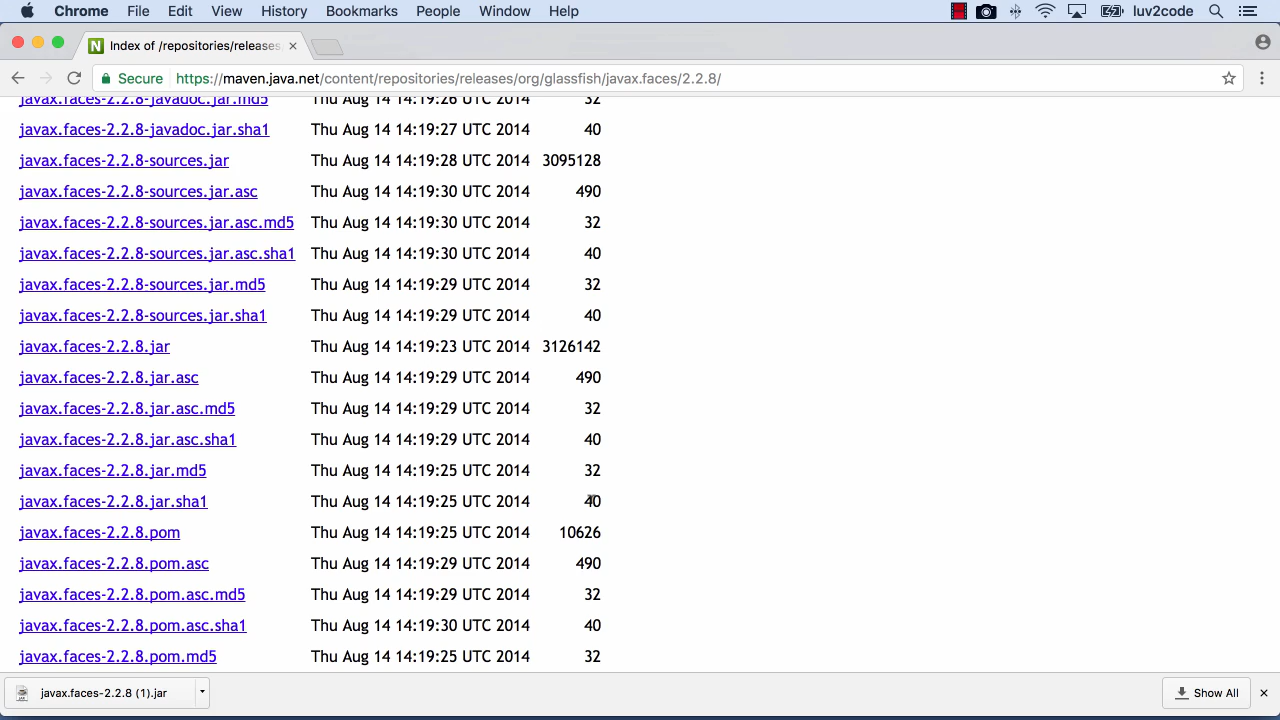 Chrome File Edit View History Bookmarks People Window Help luv2code
Index of /repositories/releases
Secure https://maven.java.net/content/repositories/releases/org/glassfish/javax.faces/2.2.8/
javax.faces-2.2.8-javadoc.jar.md5 Thu Aug 14 14:19:26 UTC 2014 32
javax.faces-2.2.8-javadoc.jar.sha1 Thu Aug 14 14:19:27 UTC 2014 40
javax.faces-2.2.8-sources.jar Thu Aug 14 14:19:28 UTC 2014 3095128
javax.faces-2.2.8-sources.jar.asc Thu Aug 14 14:19:30 UTC 2014 490
javax.faces-2.2.8-sources.jar.asc.md5 Thu Aug 14 14:19:30 UTC 2014 32
javax.faces-2.2.8-sources.jar.asc.sha1 Thu Aug 14 14:19:30 UTC 2014 40
javax.faces-2.2.8-sources.jar.md5 Thu Aug 14 14:19:29 UTC 2014 32
javax.faces-2.2.8-sources.jar.sha1 Thu Aug 14 14:19:29 UTC 2014 40
javax.faces-2.2.8.jar Thu Aug 14 14:19:23 UTC 2014 3126142
javax.faces-2.2.8.jar.asc Thu Aug 14 14:19:29 UTC 2014 490
javax.faces-2.2.8.jar.asc.md5 Thu Aug 14 14:19:29 UTC 2014 32
javax.faces-2.2.8.jar.asc.sha1 Thu Aug 14 14:19:29 UTC 2014 40
javax.faces-2.2.8.jar.md5 Thu Aug 14 14:19:25 UTC 2014 32
javax.faces-2.2.8.jar.sha1 Thu Aug 14 14:19:25 UTC 2014 40
javax.faces-2.2.8.pom Thu Aug 14 14:19:25 UTC 2014 10626
javax.faces-2.2.8.pom.asc Thu Aug 14 14:19:29 UTC 2014 490
javax.faces-2.2.8.pom.asc.md5 Thu Aug 14 14:19:29 UTC 2014 32
javax.faces-2.2.8.pom.asc.sha1 Thu Aug 14 14:19:30 UTC 2014 40
javax.faces-2.2.8.pom.md5 Thu Aug 14 14:19:25 UTC 2014 32
javax.faces-2.2.8 (1).jar Show All